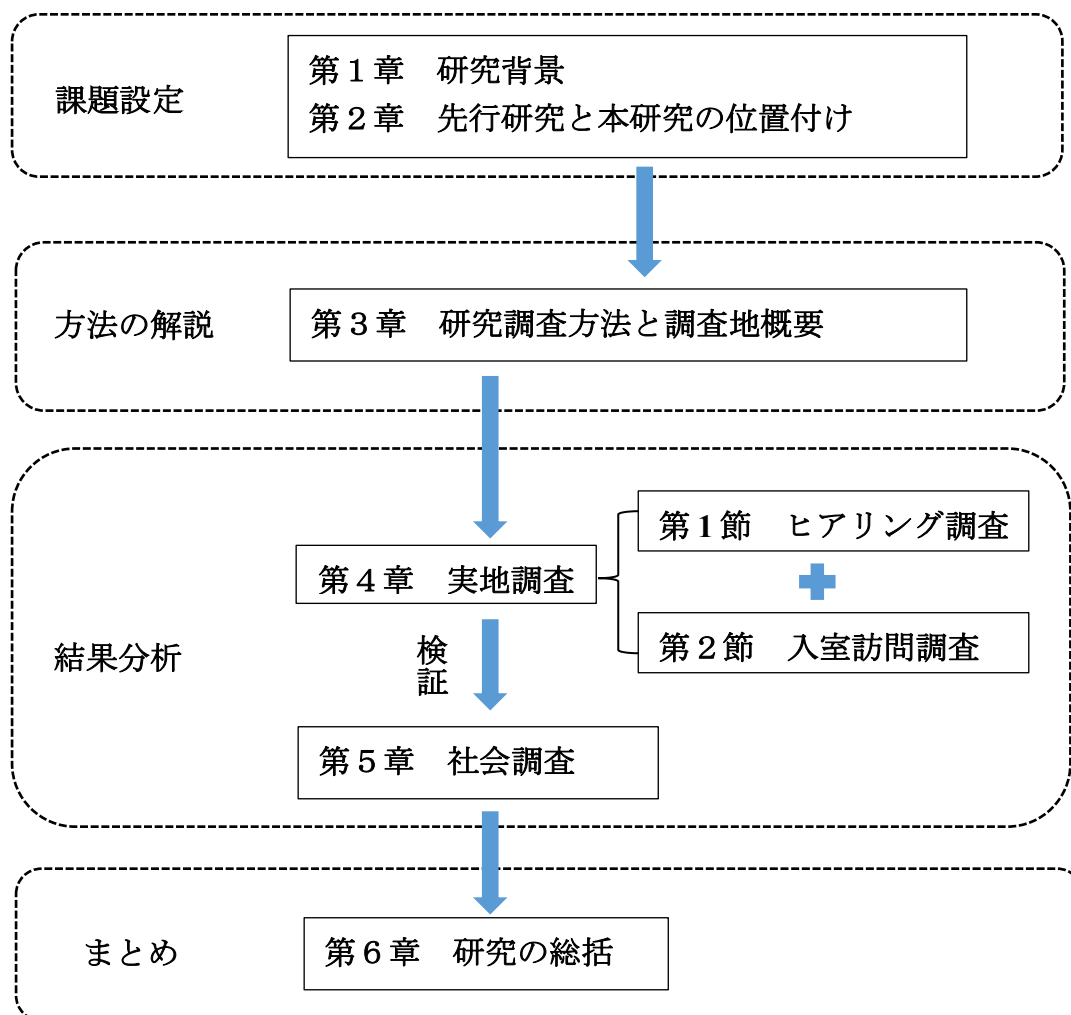 課題設定
第１章　研究背景
第２章　先行研究と本研究の位置付け
方法の解説
第３章　研究調査方法と調査地概要
結果分析
第４章　実地調査
第1節　ヒアリング調査
第２節　入室訪問調査
検証
第５章　社会調査
まとめ
第６章　研究の総括